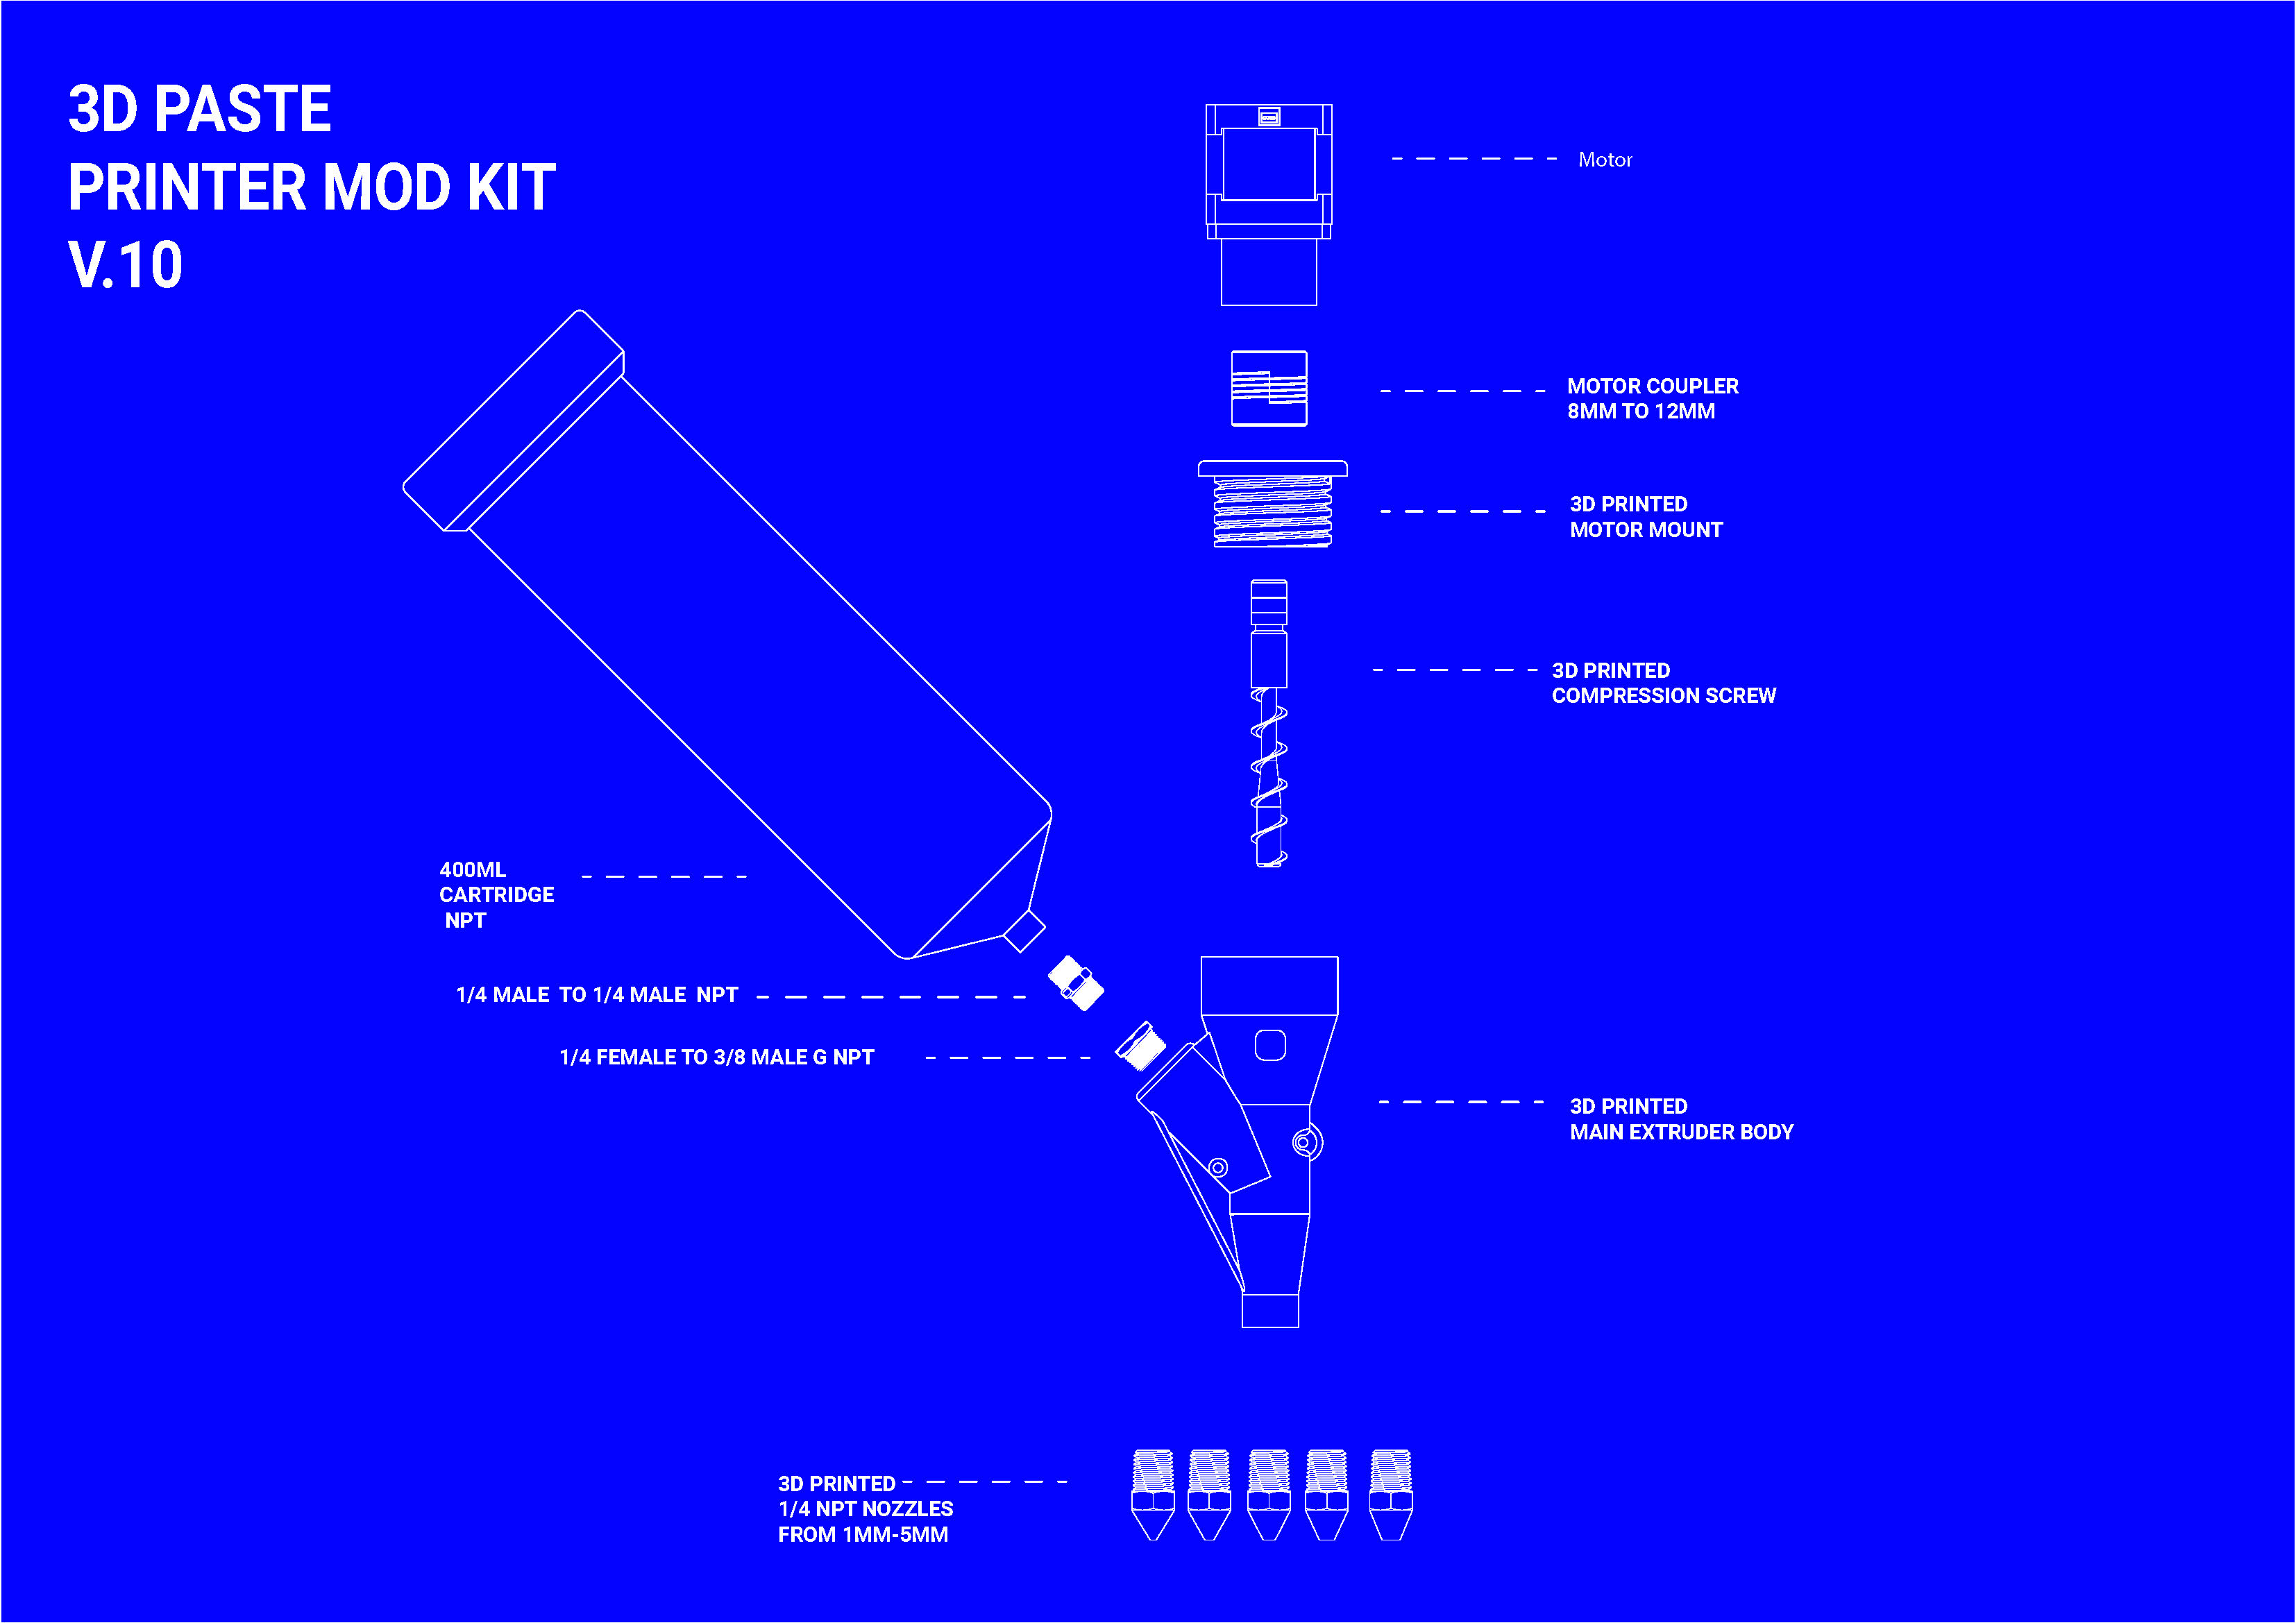 3D PASTE
PRINTER MOD KIT
V.10
Motor
MOTOR COUPLER
8MM TO 12MM
3D PRINTED
MOTOR MOUNT
3D PRINTED
COMPRESSION SCREW
400ML
CARTRIDGE
NPT
1/4 MALE TO 1/4 MALE NPT
1/4 FEMALE TO 3/8 MALE G NPT
3D PRINTED
MAIN EXTRUDER BODY
3D PRINTED
1/4 NPT NOZZLES
FROM 1MM-5MM